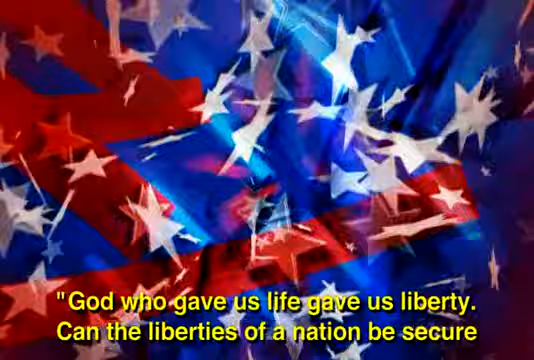 "God who gave us life gave us liberty.
Can the liberties of a nation be secure